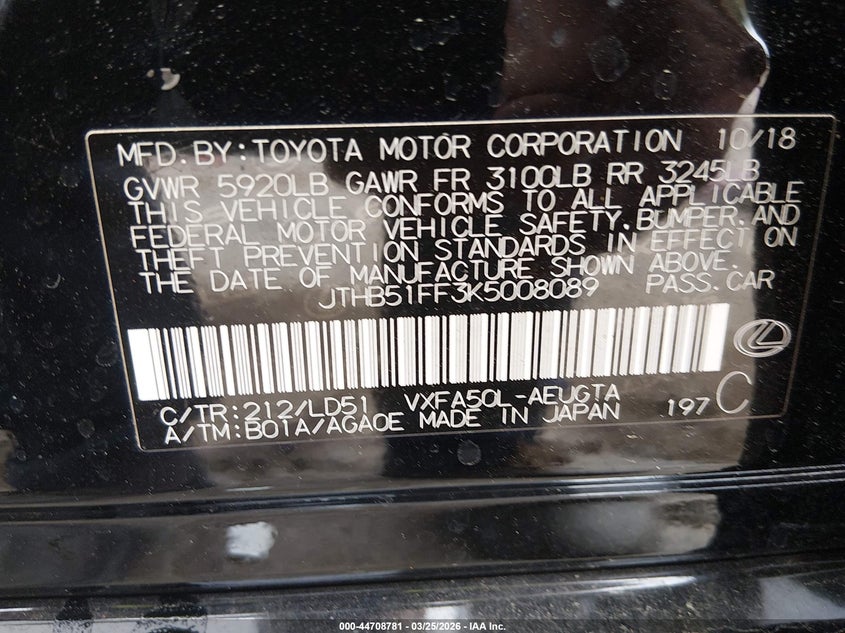 MFD.BY:TOYOTA MOTOR CORPORATION 10/18
GVWR 5920LB GAWR FR 3100LB RR 3245LB
THIS VEHICLE CONFORMS TO ALL APPLICABLE
FEDERAL MOTOR VEHICLE SAFETY,BUMPER,AND
THEFT PREVENTION STANDARDS IN EFFECT ON
THE DATE OF MANUFACTURE SHOWN ABOVE.
JTHB51FF3K5008089 PASS.CAR
C/TR:212/LD51 VXFA50L-AEUGTA
A/TM:B01A/AGA0E MADE IN JAPAN 197 C
000-44708781 | 03/25/2026 - IAA Inc.